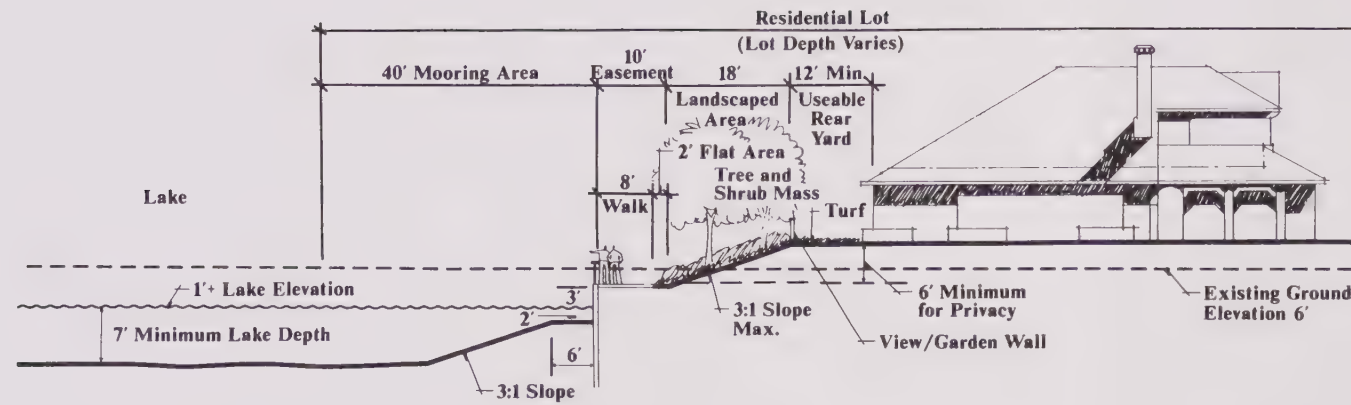 Residential Lot
(Lot Depth Varies)
40′ Mooring Area
10′
Easement
18′
Landscaped
Area
12′ Min
Useable
Rear
Yard
2′ Flat Area
Tree and
Shrub Mass
8′
Walk
Turf
Lake
1′+ Lake Elevation
3′
2′
7′ Minimum Lake Depth
6′
3:1 Slope
3:1 Slope
Max.
6′ Minimum
for Privacy
View/Garden Wall
Existing Ground
Elevation 6′